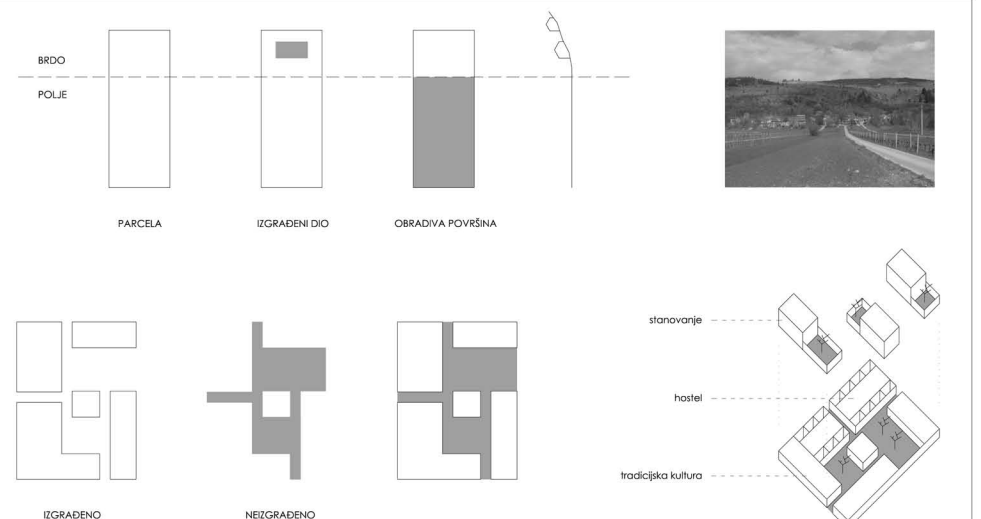 BRDO
POLJE
PARCELA
IZGRAĐENI DIO
OBRADIVA POVRŠINA
stanovanje
hostel
tradicijska kultura
IZGRAĐENO
NEIZGRAĐENO